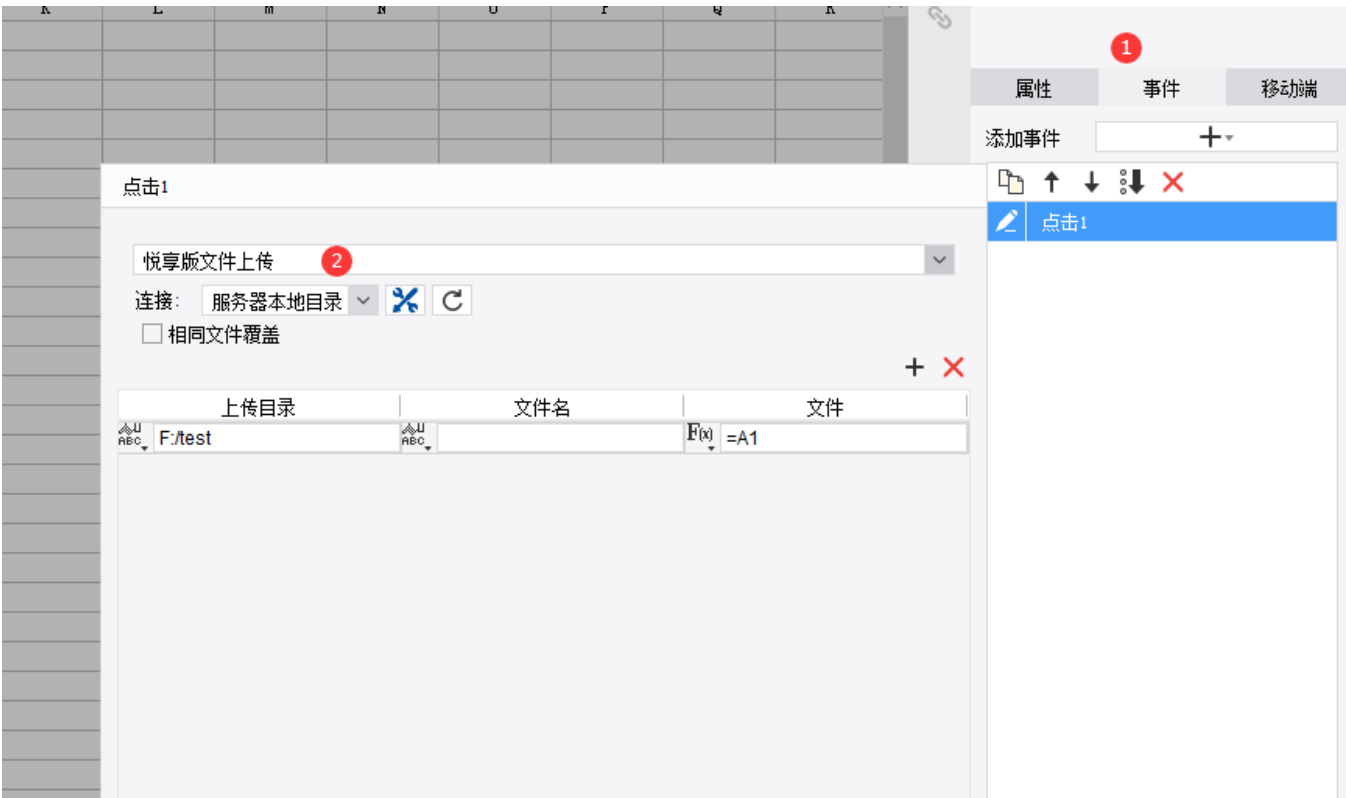 K L M N O P Q R
1
属性 事件 移动端
添加事件
点击1
点击1
悦享版文件上传 2
连接: 服务器本地目录
相同文件覆盖
上传目录 文件名 文件
ABC F:/test ABC F(x) =A1